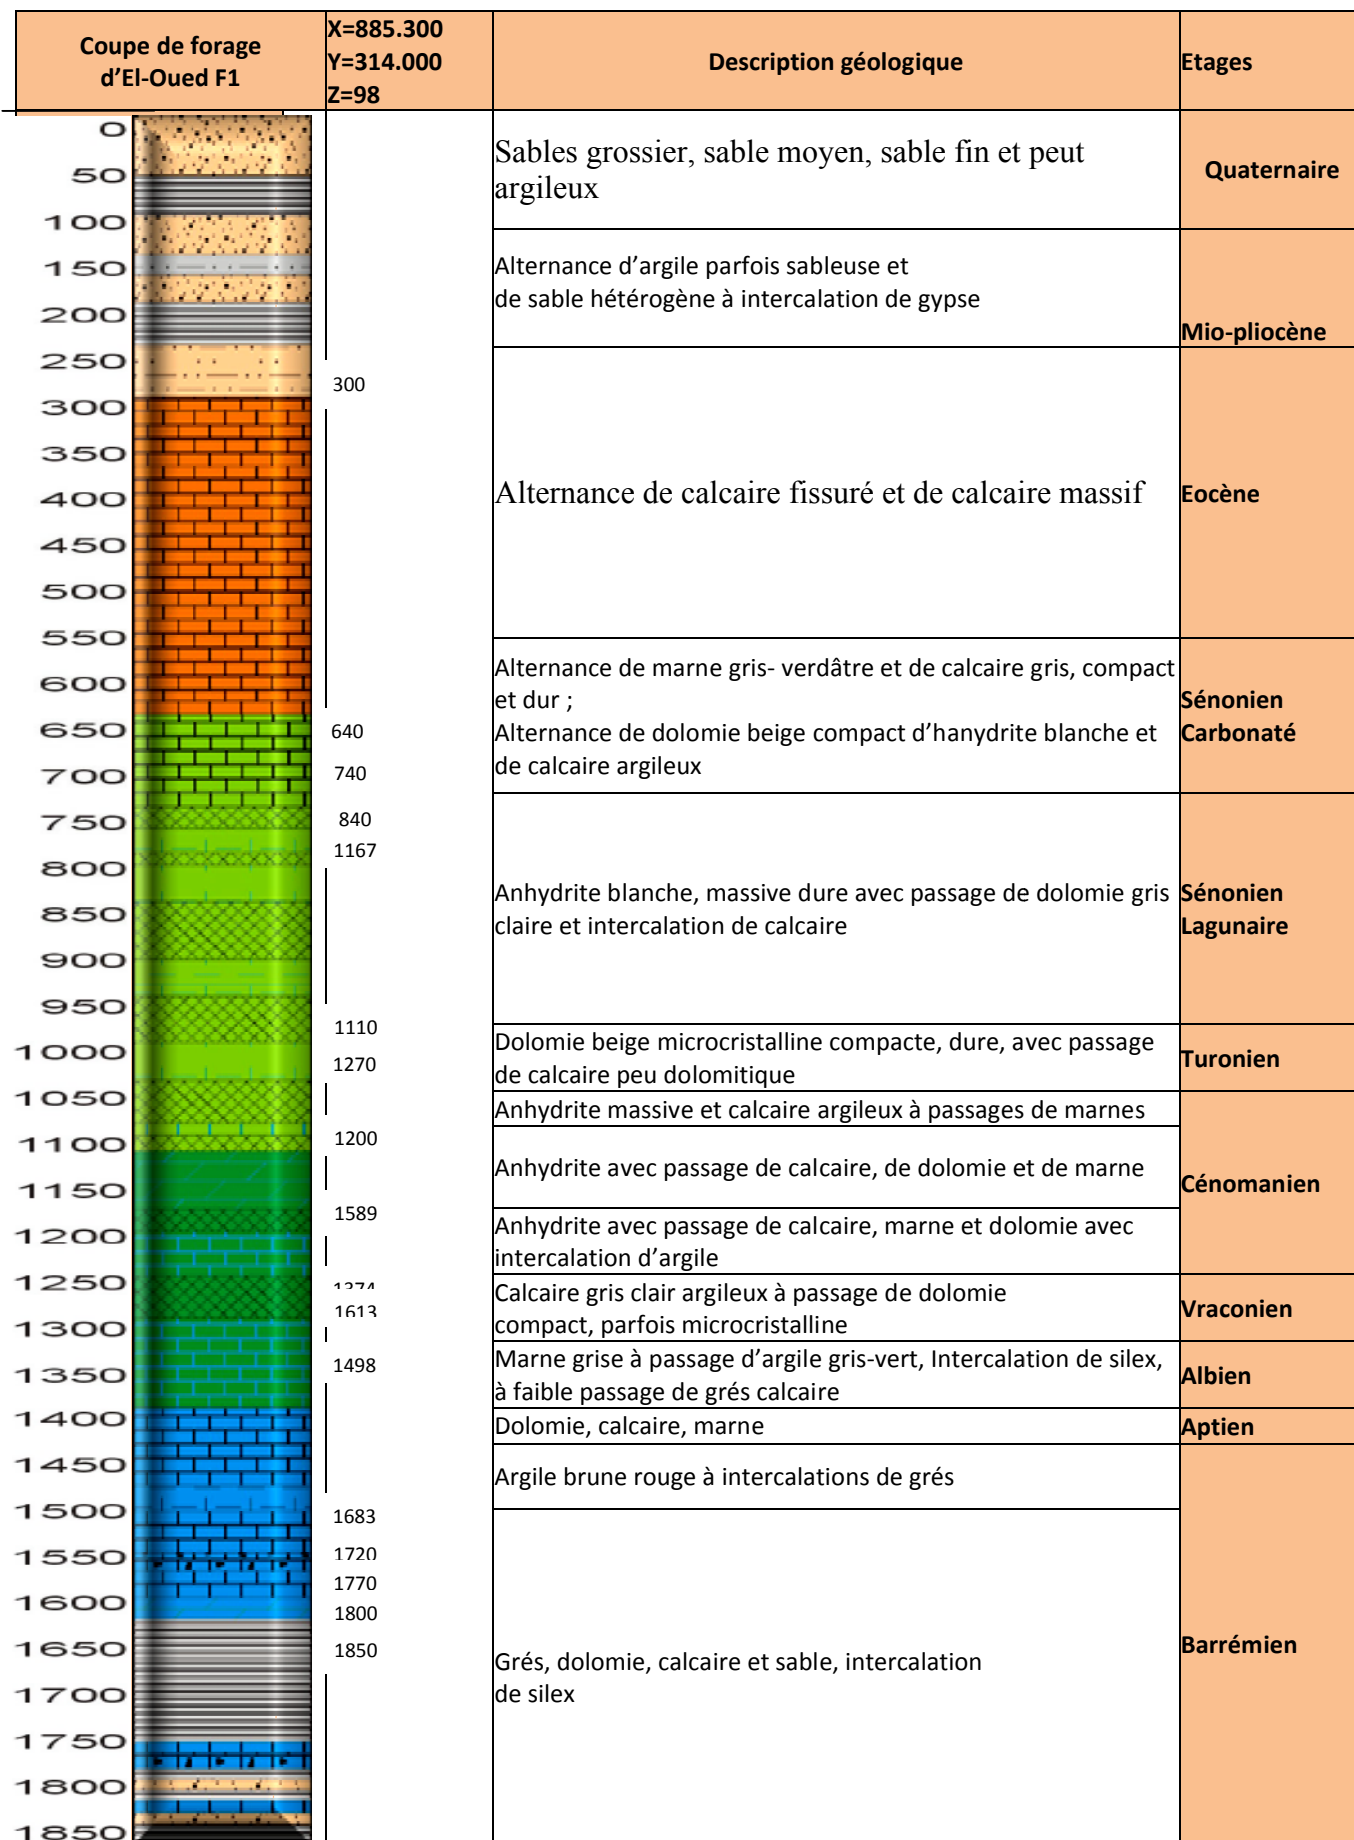 Coupe de forage
d'El-Oued F1
X=885.300
Y=314.000
Z=98
Description géologique
Etages
0
50
100
150
200
250
300
350
400
450
500
550
600
650
700
750
800
850
900
950
1000
1050
1100
1150
1200
1250
1300
1350
1400
1450
1500
1550
1600
1650
1700
1750
1800
1850
300
640
740
840
1167
1110
1270
1200
1589
1374
1613
1498
1683
1720
1770
1800
1850
Sables grossier, sable moyen, sable fin et peut
argileux
Quaternaire
Alternance d'argile parfois sableuse et
de sable hétérogène à intercalation de gypse
Mio-pliocène
Alternance de calcaire fissuré et de calcaire massif
Eocène
Alternance de marne gris- verdâtre et de calcaire gris, compact
et dur ;
Alternance de dolomie beige compact d'hanydrite blanche et
de calcaire argileux
Sénonien
Carbonaté
Anhydrite blanche, massive dure avec passage de dolomie gris
claire et intercalation de calcaire
Sénonien
Lagunaire
Dolomie beige microcristalline compacte, dure, avec passage
de calcaire peu dolomitique
Turonien
Anhydrite massive et calcaire argileux à passages de marnes
Anhydrite avec passage de calcaire, de dolomie et de marne
Anhydrite avec passage de calcaire, marne et dolomie avec
intercalation d'argile
Cénomanien
Calcaire gris clair argileux à passage de dolomie
compact, parfois microcristalline
Vraconien
Marne grise à passage d'argile gris-vert, Intercalation de silex,
à faible passage de grés calcaire
Albien
Dolomie, calcaire, marne
Aptien
Argile brune rouge à intercalations de grés
Grés, dolomie, calcaire et sable, intercalation
de silex
Barrémien